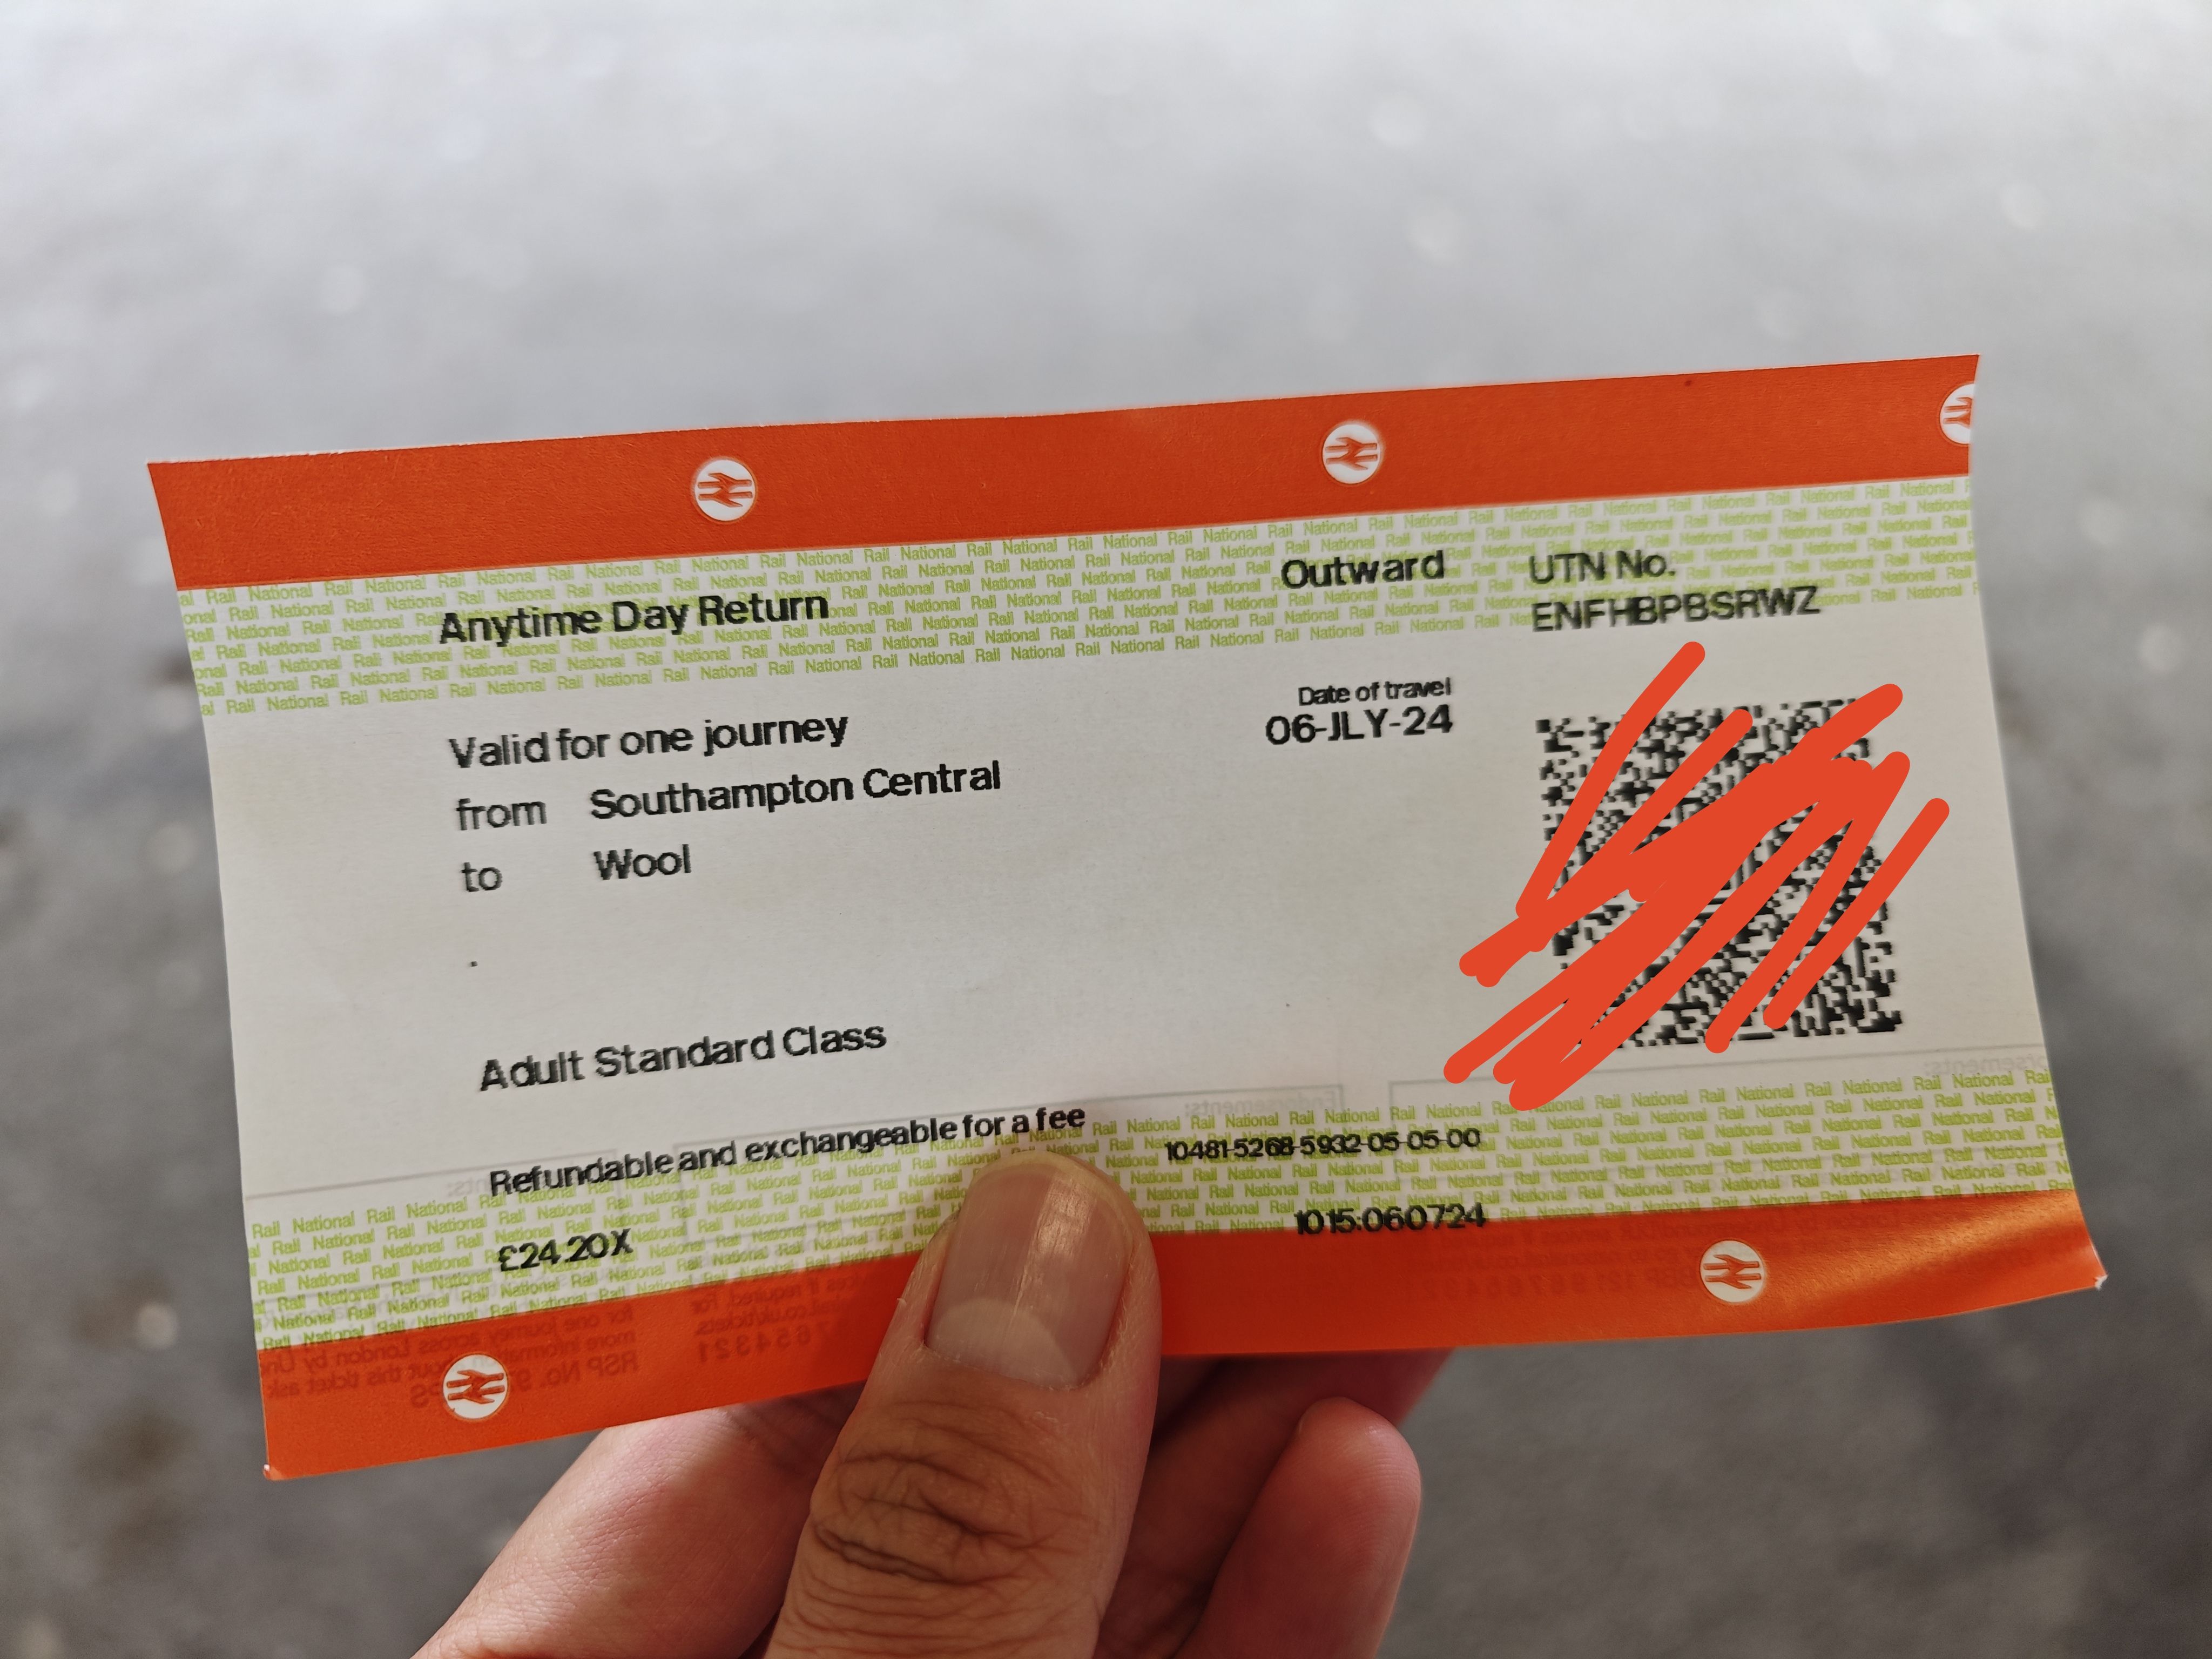 Anytime Day Return
Outward
UTN No.
ENFHBPBSRWZ
Valid for one journey
from Southampton Central
to Wool
.
Date of travel
06-JLY-24
Adult Standard Class
Refundable and exchangeable for a fee
10481-5268-5932-05-05-00
£24.20X
1015:060724
National Rail